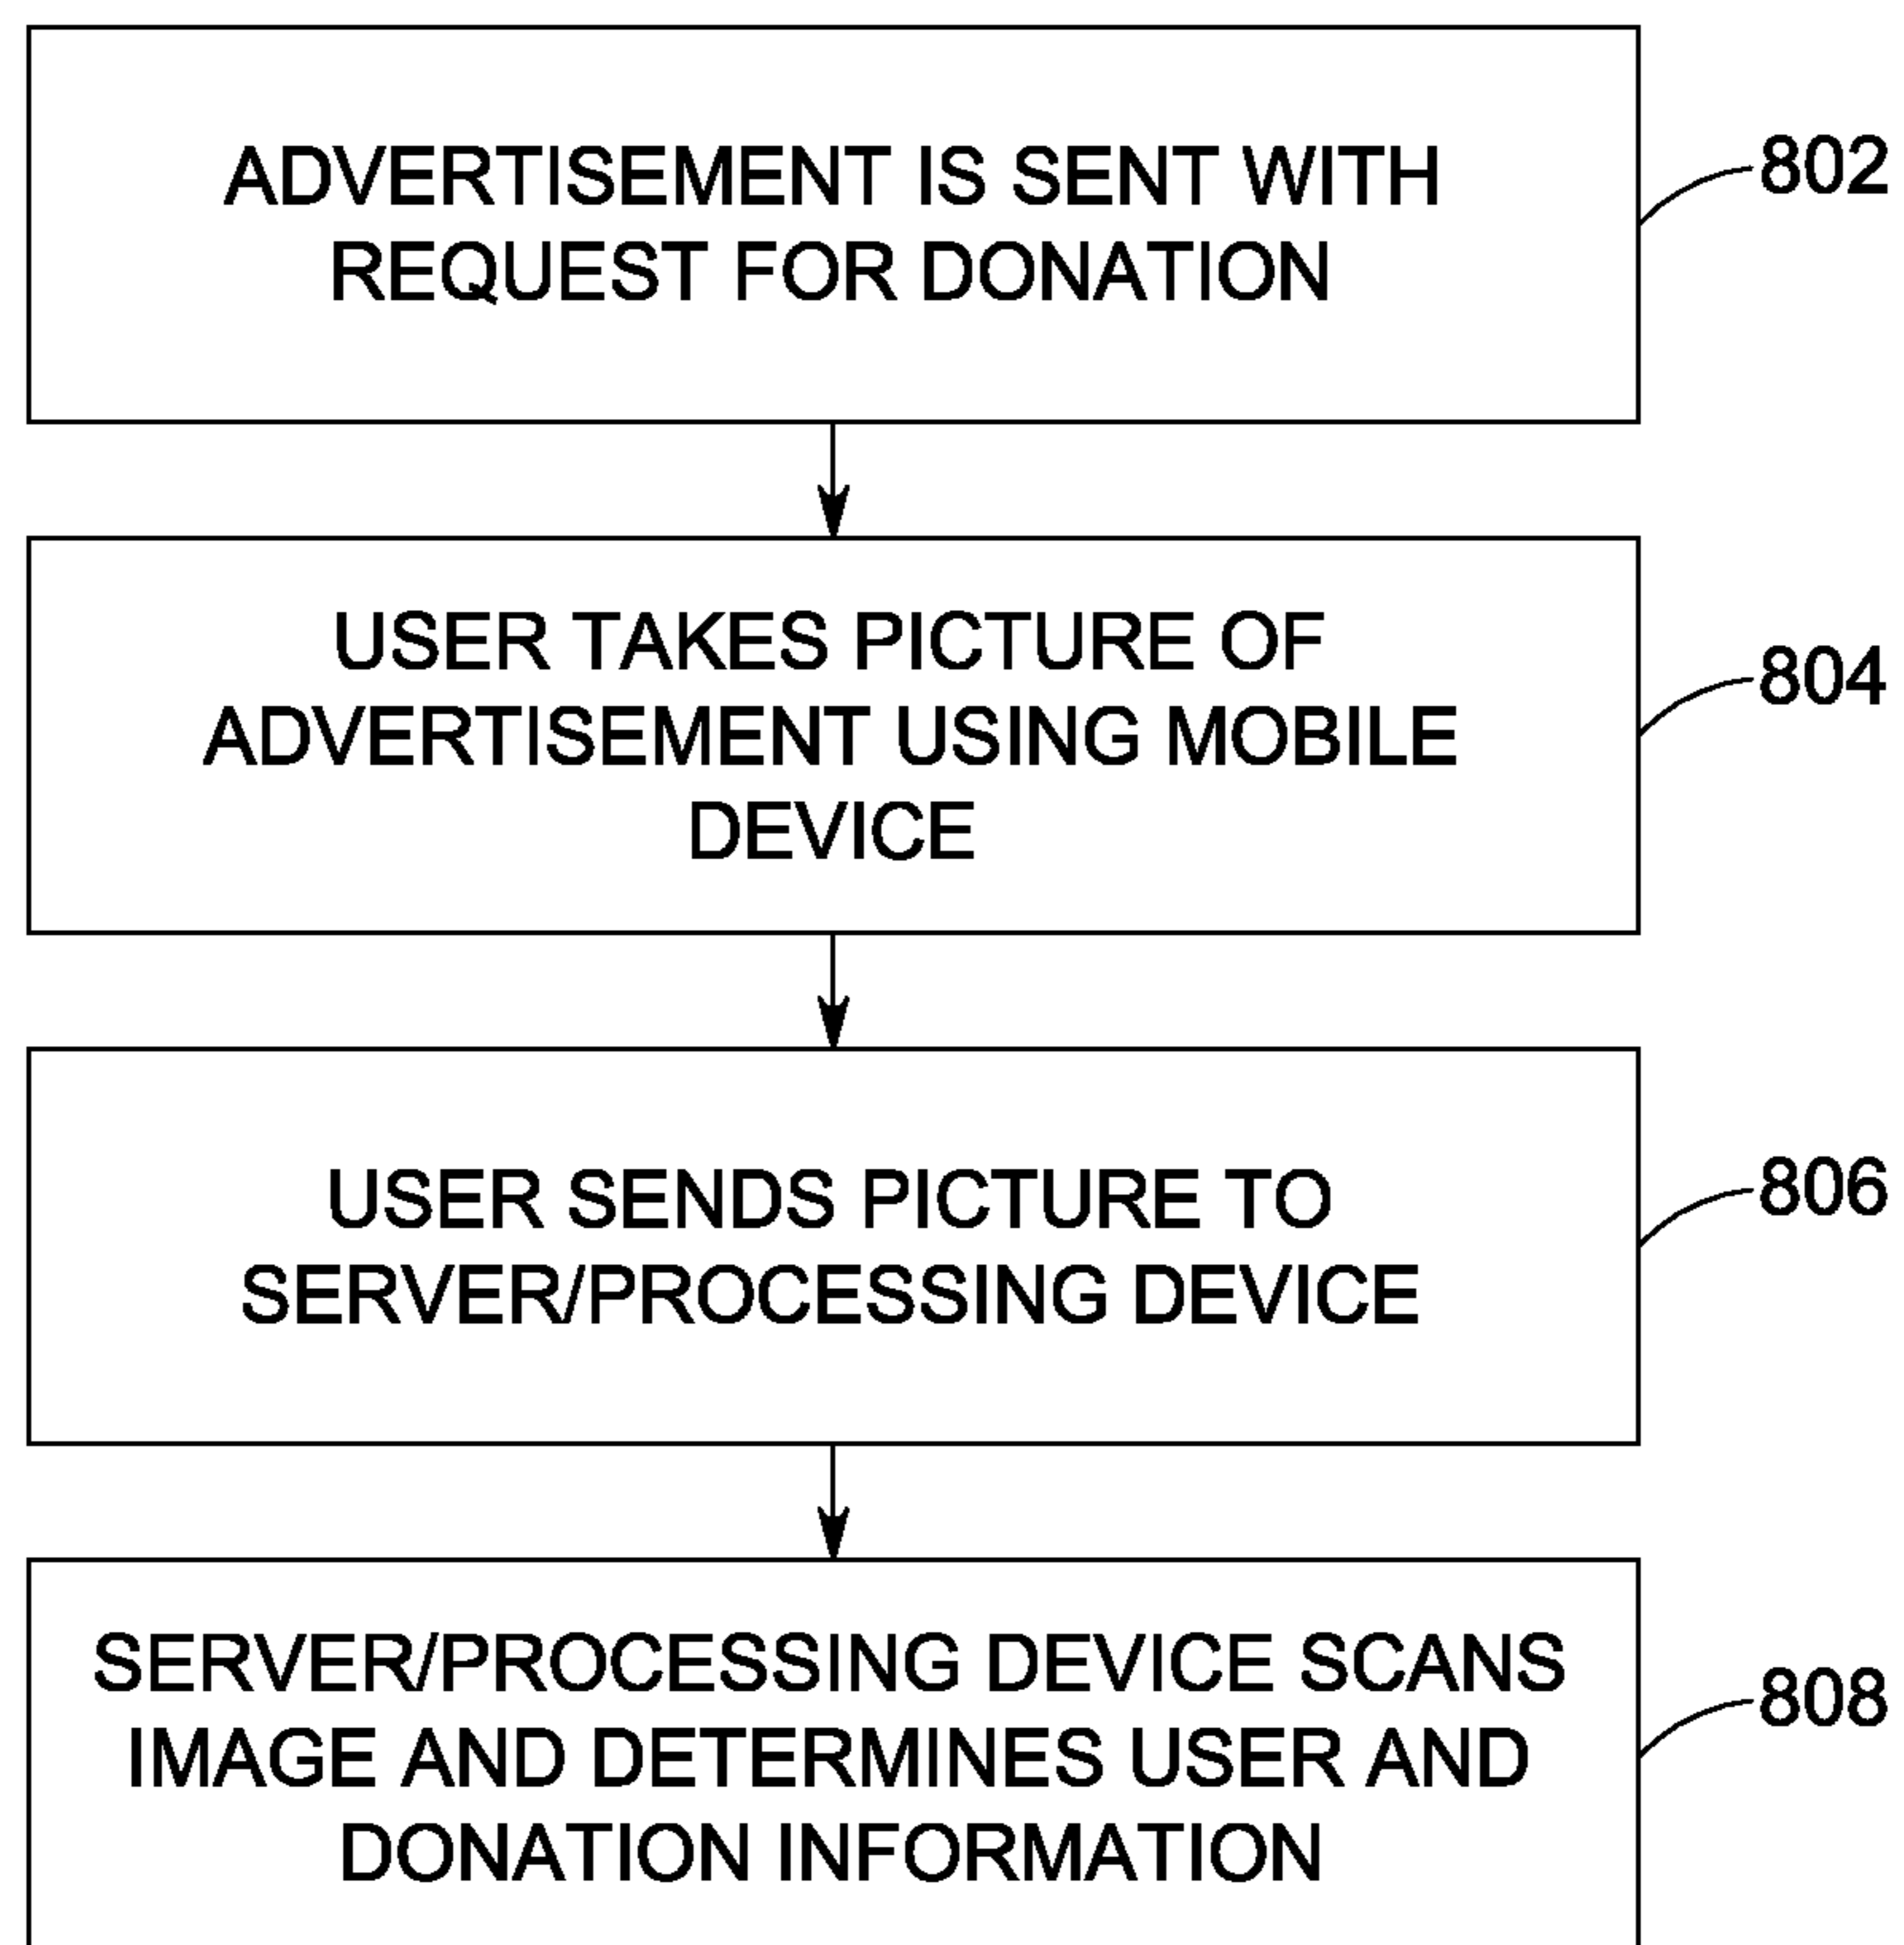 ADVERTISEMENT IS SENT WITH
REQUEST FOR DONATION
802
USER TAKES PICTURE OF
ADVERTISEMENT USING MOBILE
DEVICE
804
USER SENDS PICTURE TO
SERVER/PROCESSING DEVICE
806
SERVER/PROCESSING DEVICE SCANS
IMAGE AND DETERMINES USER AND
DONATION INFORMATION
808